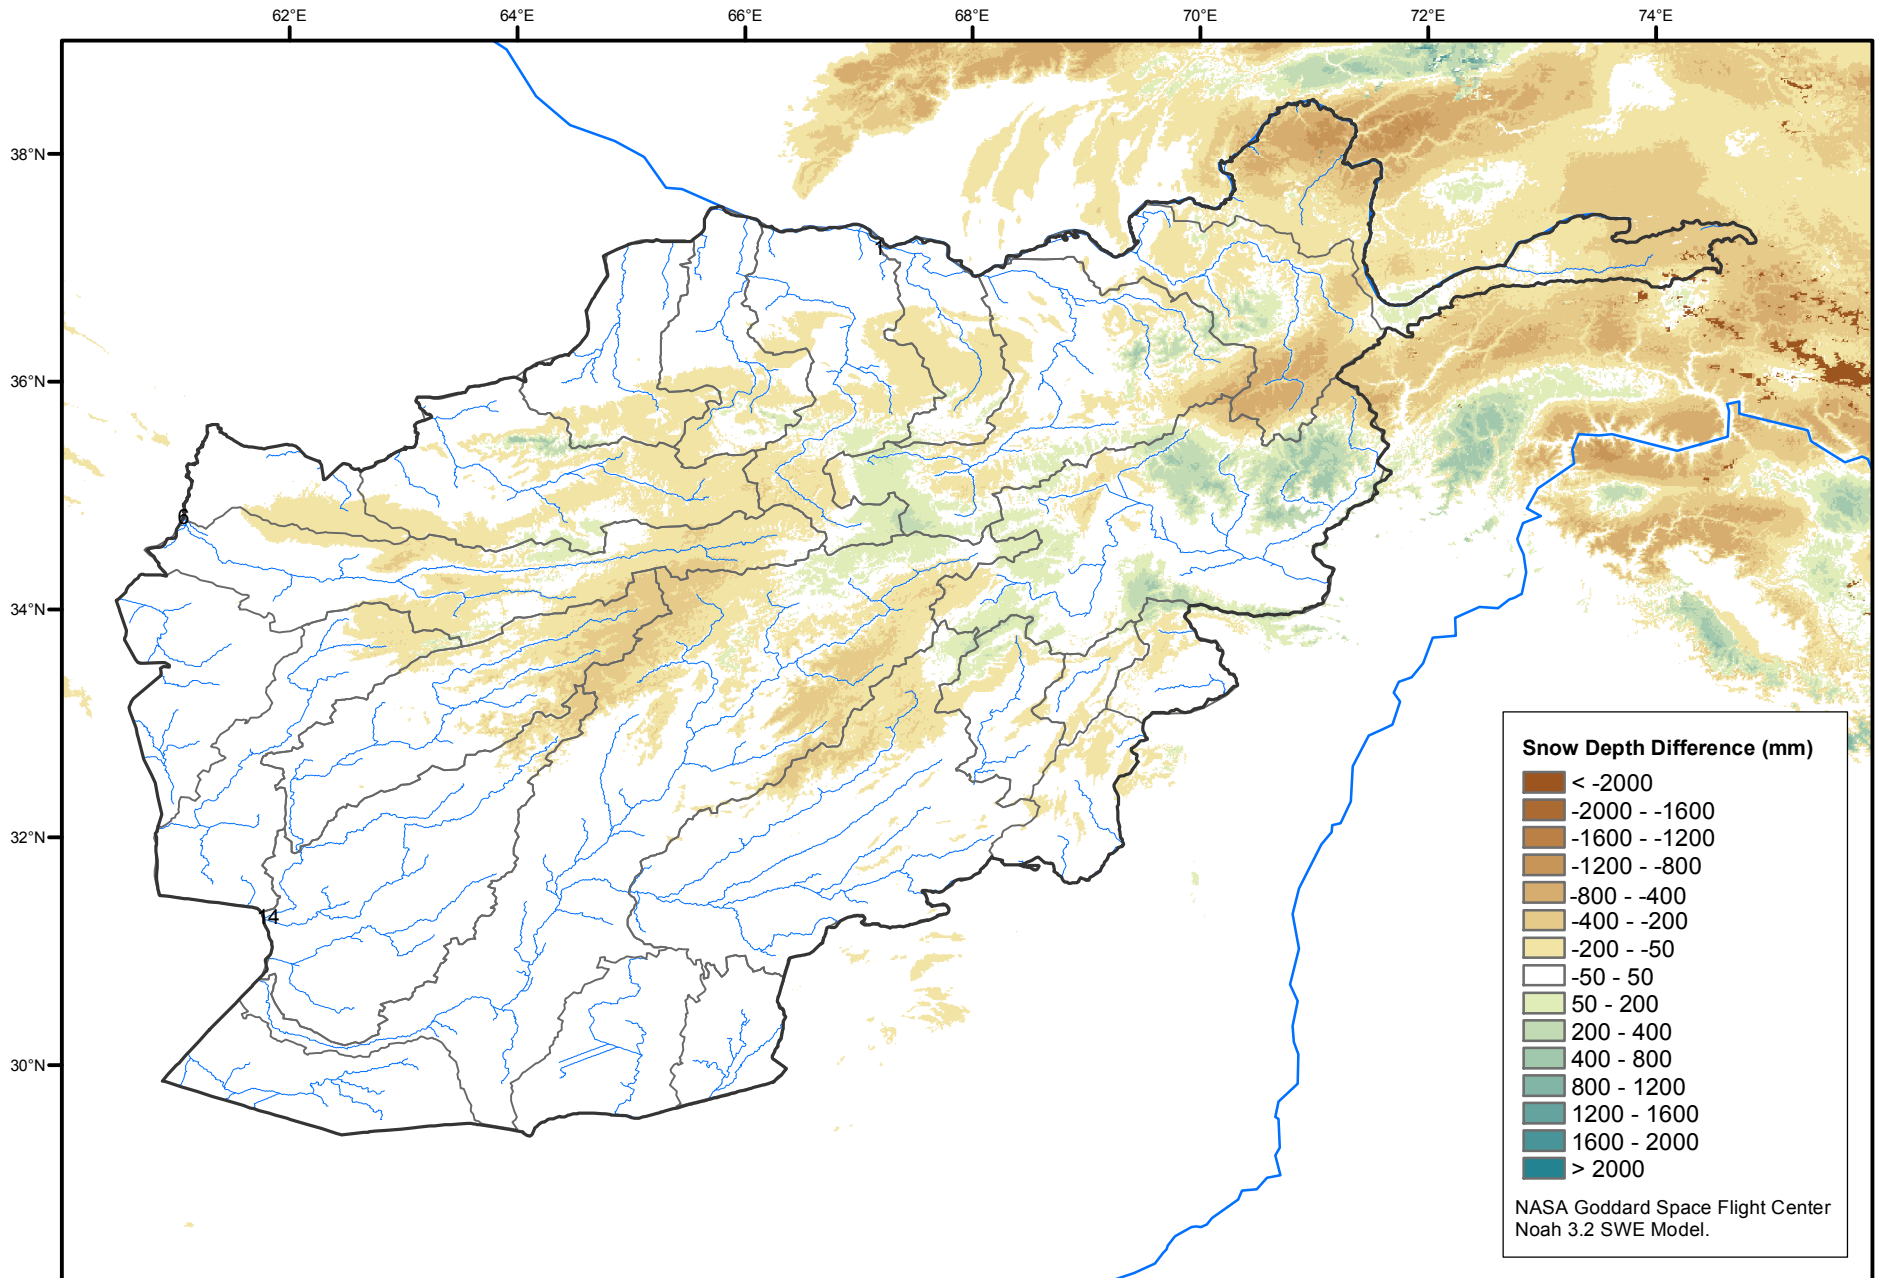 62°E
64°E
66°E
68°E
70°E
72°E
74°E
38°N
36°N
34°N
32°N
30°N
1
6
14
Snow Depth Difference (mm)
< -2000
-2000 - -1600
-1600 - -1200
-1200 - -800
-800 - -400
-400 - -200
-200 - -50
-50 - 50
50 - 200
200 - 400
400 - 800
800 - 1200
1200 - 1600
1600 - 2000
> 2000
NASA Goddard Space Flight Center
Noah 3.2 SWE Model.